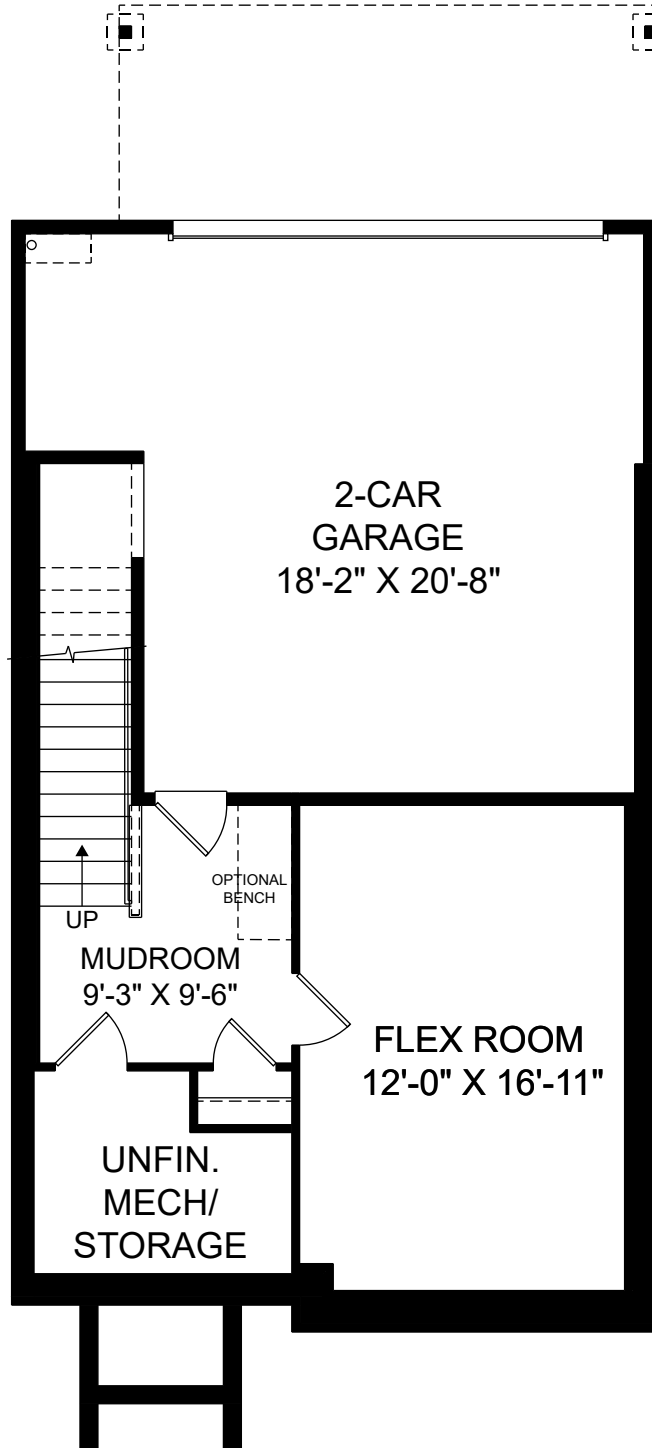 2-CAR
GARAGE
18'-2" X 20'-8"
OPTIONAL
BENCH
UP
MUDROOM
9'-3" X 9'-6"
FLEX ROOM
12'-0" X 16'-11"
UNFIN.
MECH/
STORAGE